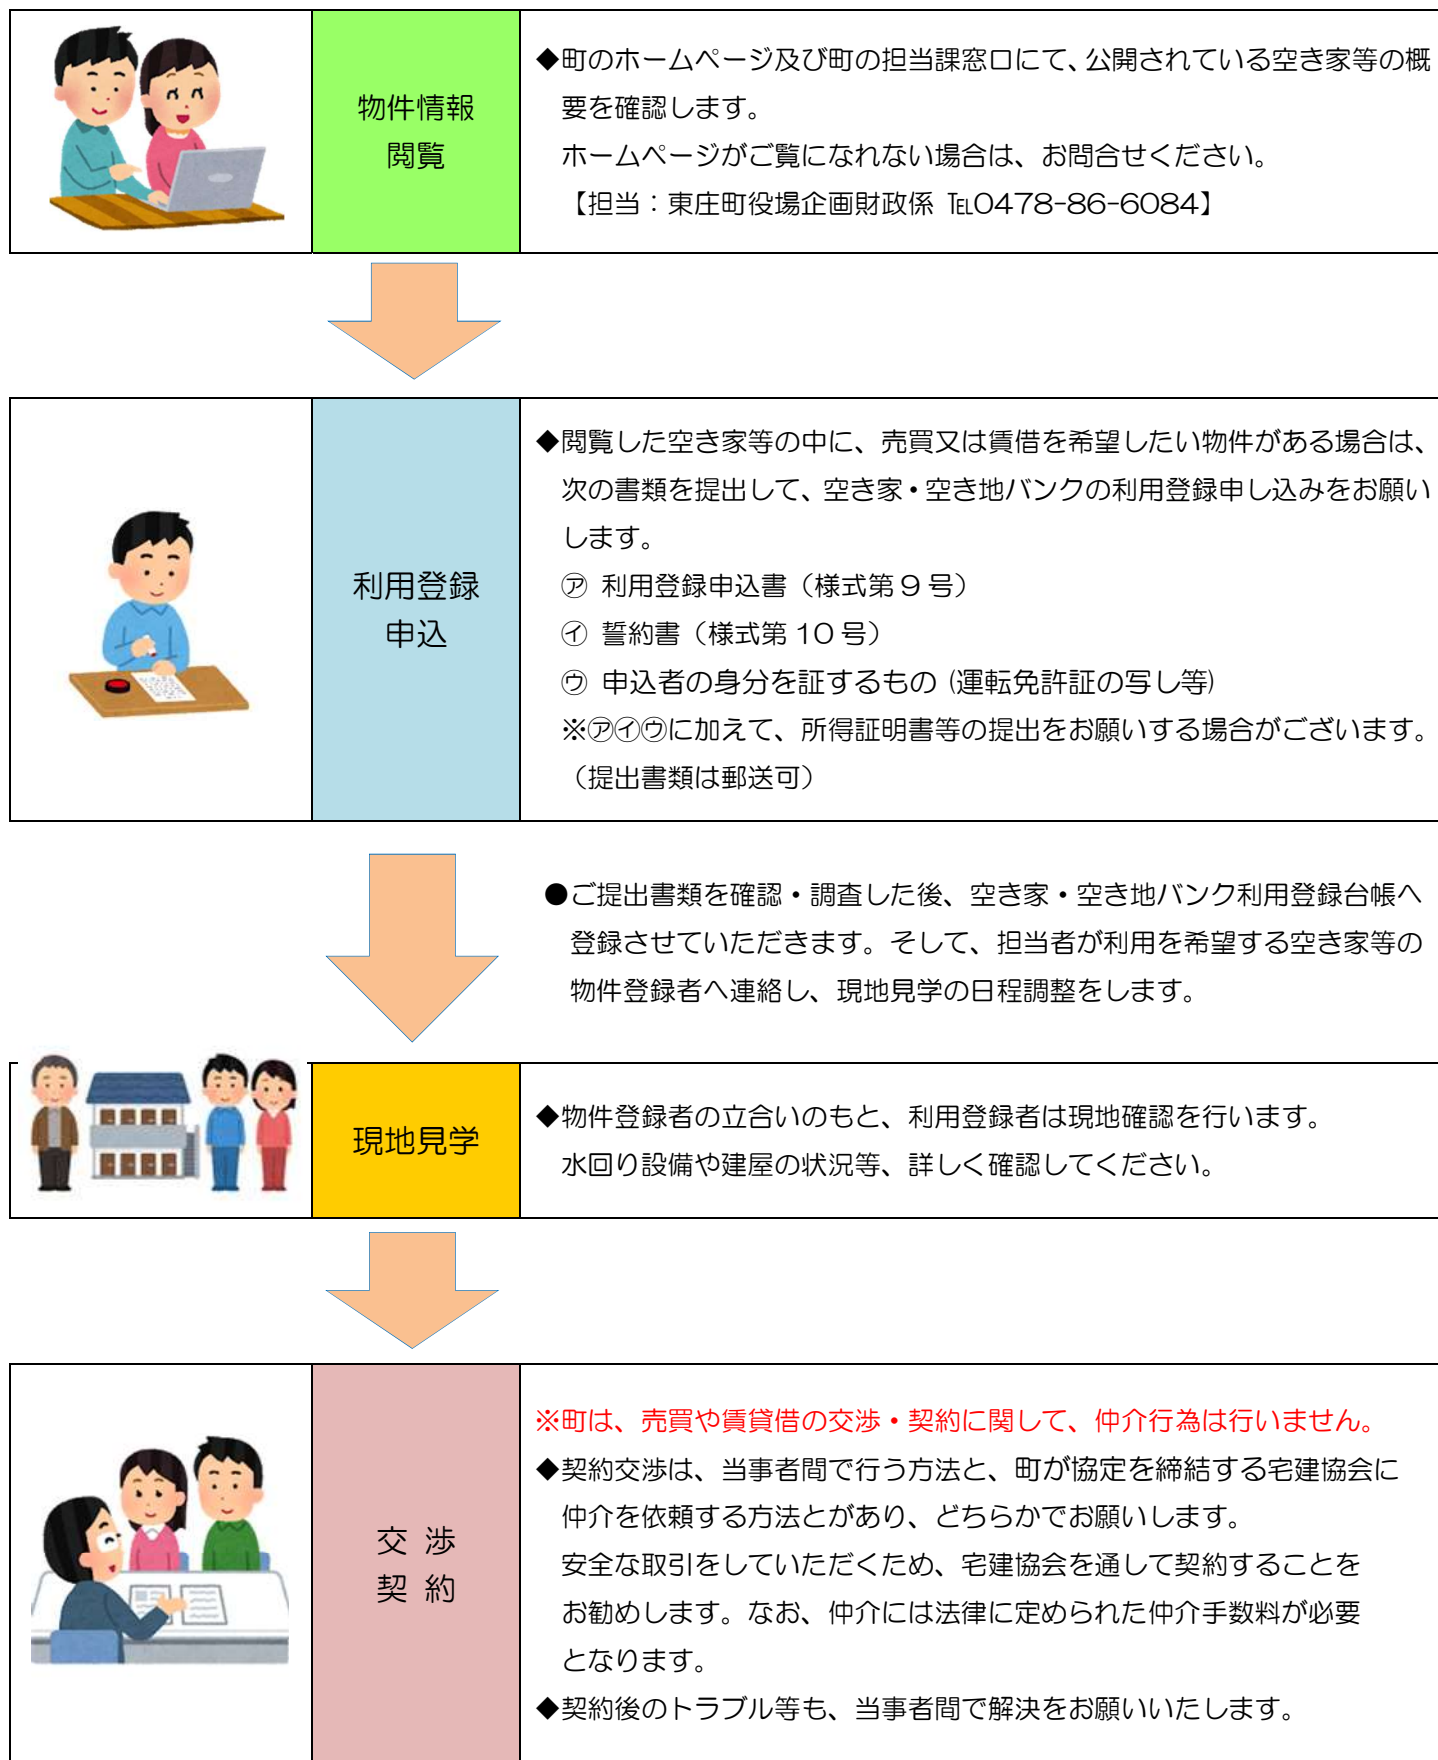 物件情報
閲覧
◆町のホームページ及び町の担当課窓口にて、公開されている空き家等の概
要を確認します。
ホームページがご覧になれない場合は、お問合せください。
【担当：東庄町役場企画財政係 ℡0478-86-6084】
利用登録
申込
◆閲覧した空き家等の中に、売買又は賃借を希望したい物件がある場合は、
次の書類を提出して、空き家・空き地バンクの利用登録申し込みをお願い
します。
㋐ 利用登録申込書（様式第９号）
㋑ 誓約書（様式第 10 号）
㋒ 申込者の身分を証するもの (運転免許証の写し等)
※㋐㋑㋒に加えて、所得証明書等の提出をお願いする場合がございます。
（提出書類は郵送可）
●ご提出書類を確認・調査した後、空き家・空き地バンク利用登録台帳へ
登録させていただきます。そして、担当者が利用を希望する空き家等の
物件登録者へ連絡し、現地見学の日程調整をします。
現地見学
◆物件登録者の立合いのもと、利用登録者は現地確認を行います。
水回り設備や建屋の状況等、詳しく確認してください。
交 渉
契 約
※町は、売買や賃貸借の交渉・契約に関して、仲介行為は行いません。
◆契約交渉は、当事者間で行う方法と、町が協定を締結する宅建協会に
仲介を依頼する方法とがあり、どちらかでお願いします。
安全な取引をしていただくため、宅建協会を通して契約することを
お勧めします。なお、仲介には法律に定められた仲介手数料が必要
となります。
◆契約後のトラブル等も、当事者間で解決をお願いいたします。